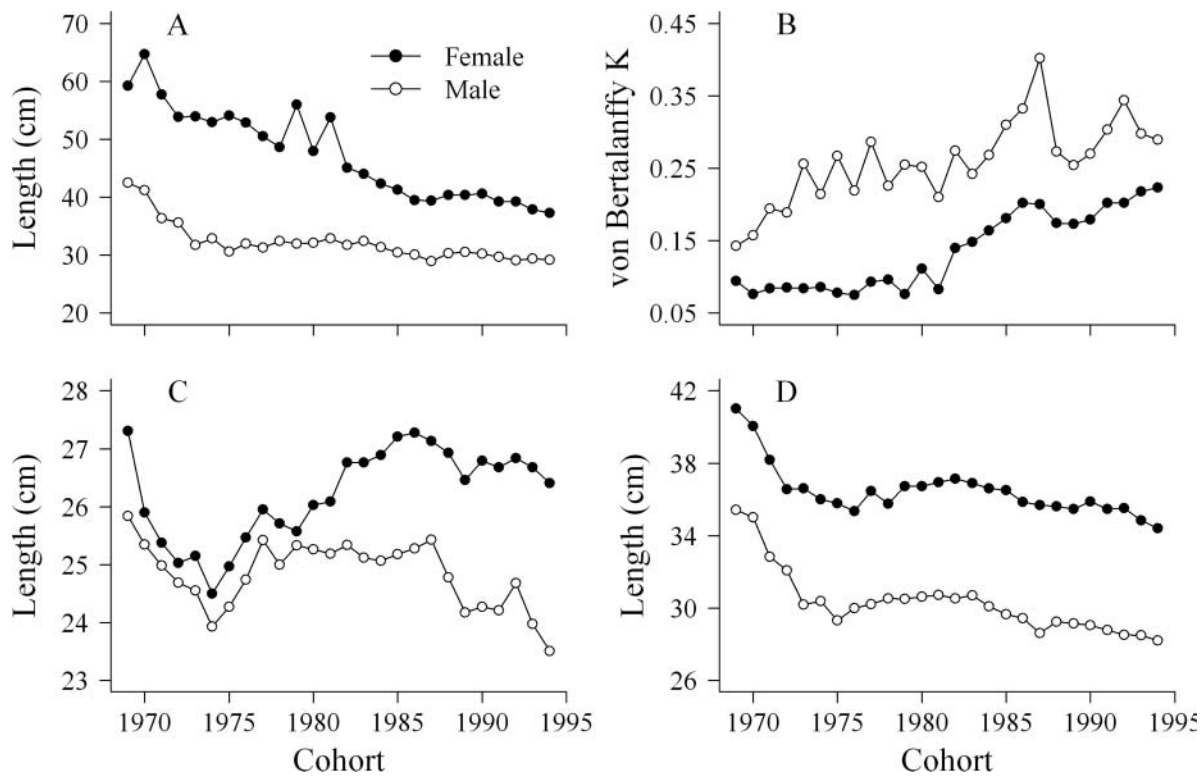 A
Length (cm)
70
60
50
40
30
20
Female
Male
B
von Bertalanffy K
0.45
0.35
0.25
0.15
0.05
C
Length (cm)
28
27
26
25
24
23
1970 1975 1980 1985 1990 1995
Cohort
D
Length (cm)
42
38
34
30
26
1970 1975 1980 1985 1990 1995
Cohort